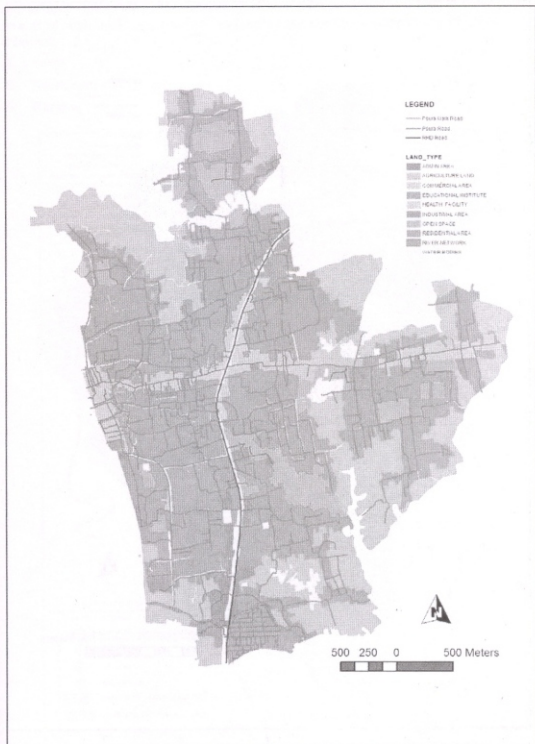 LEGEND
Road
Road
RHD Road
LAND_TYPE
AREA
AGRICULTURE LAND
COMMERCIAL AREA
EDUCATIONAL INSTITUTE
HEALTH FACILITY
INDUSTRIAL AREA
OPEN SPACE
RESIDENTIAL AREA
RIVER NETWORK
N
500 250 0 500 Meters